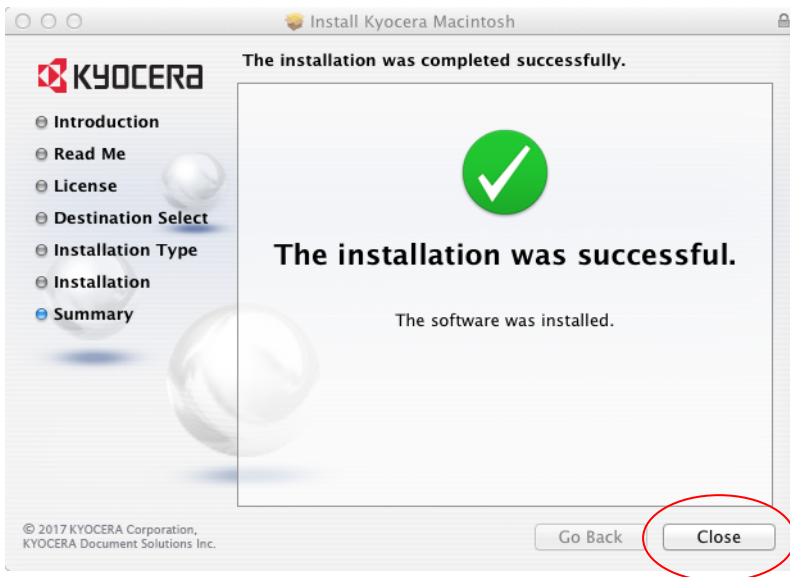 Install Kyocera Macintosh
KYOCERA
The installation was completed successfully.
Introduction
Read Me
License
Destination Select
Installation Type
Installation
Summary
The installation was successful.
The software was installed.
© 2017 KYOCERA Corporation,
KYOCERA Document Solutions Inc.
Go Back
Close